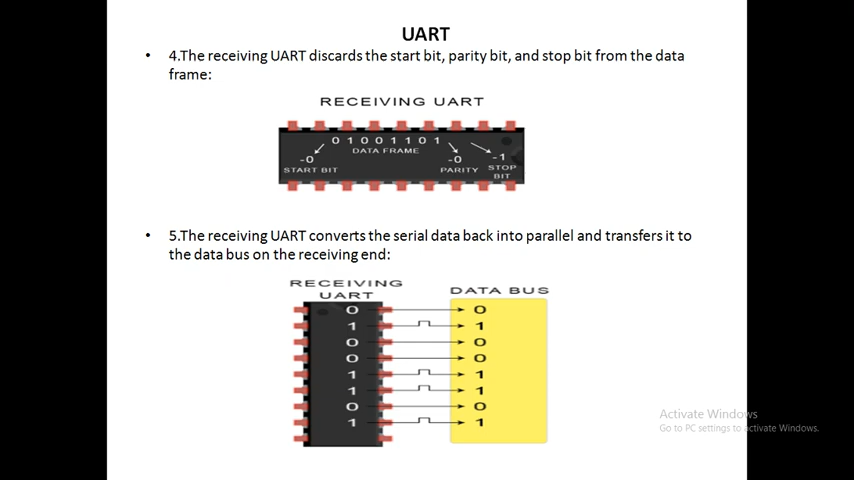 UART
• 4.The receiving UART discards the start bit, parity bit, and stop bit from the data
frame:
RECEIVING UART
0 1 0 0 1 1 0 1
DATA FRAME
-0 -0 -1
START BIT PARITY STOP
BIT
• 5.The receiving UART converts the serial data back into parallel and transfers it to
the data bus on the receiving end:
RECEIVING
UART DATA BUS
0 0
1 1
0 0
0 0
1 1
1 1
0 0
1 1
Activate Windows
Go to PC settings to activate Windows.